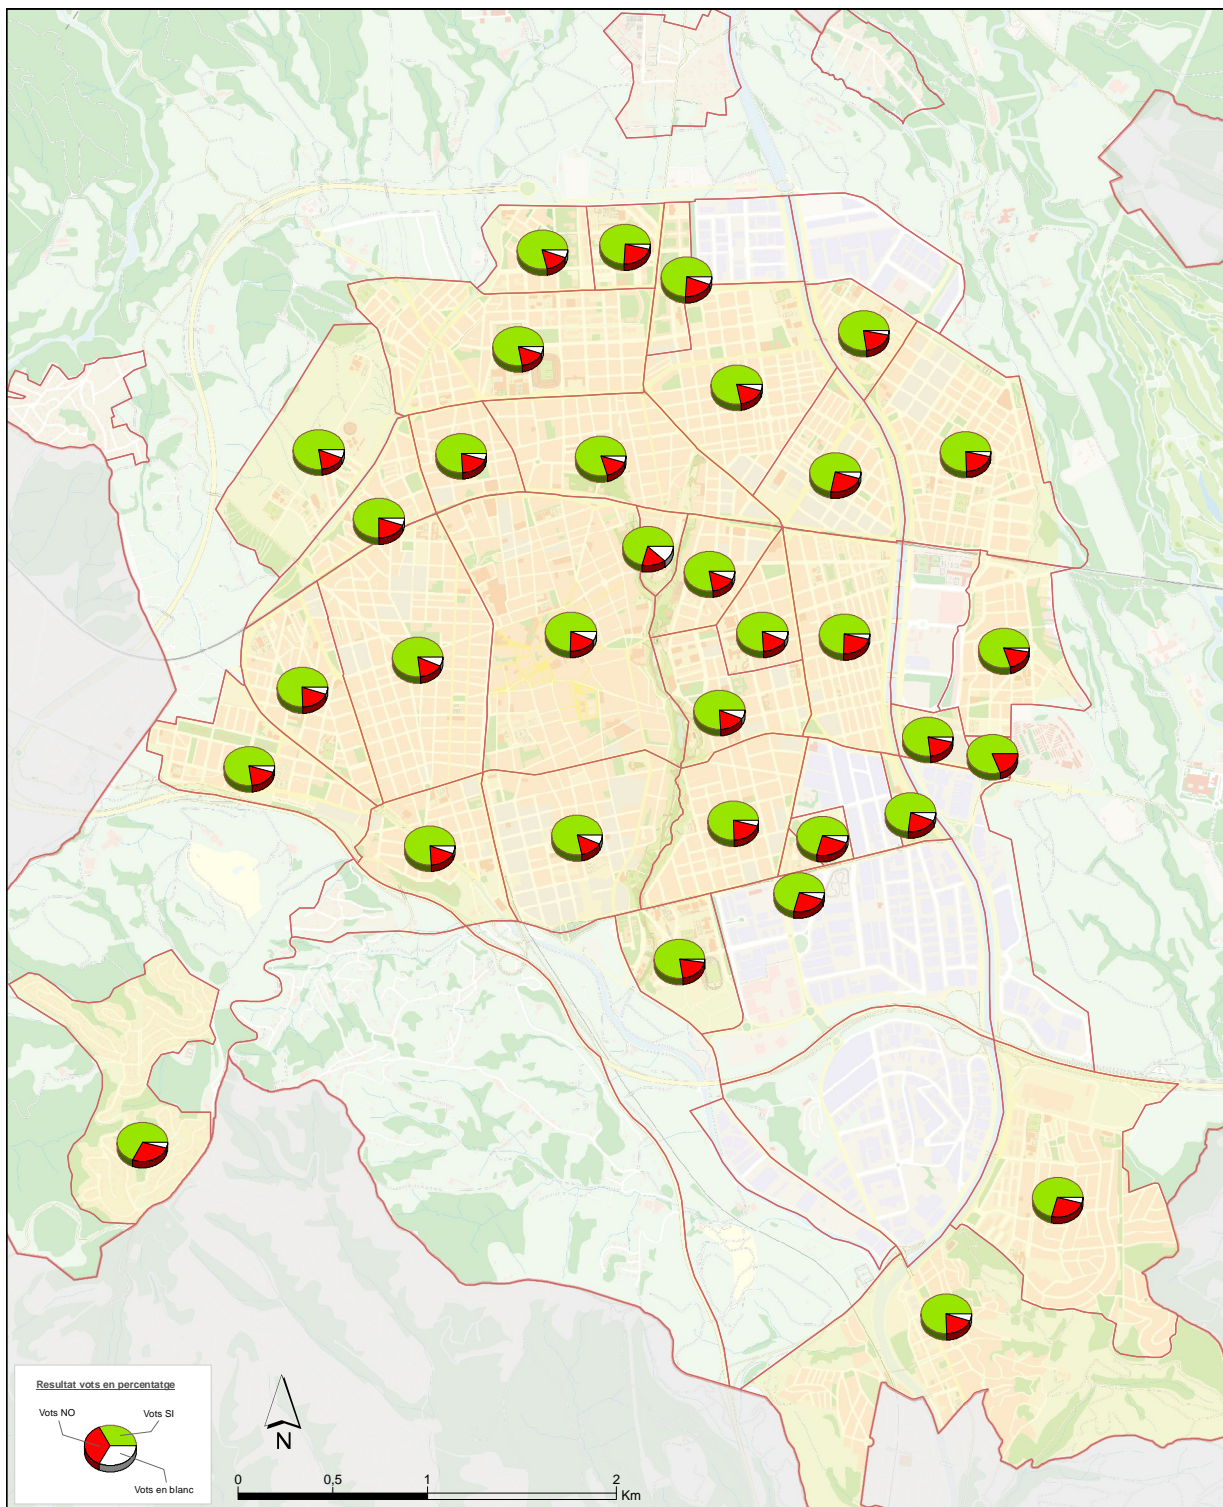 Resultat vots en percentatge
Vots NO
Vots SI
Vots en blanc
N
0
0,5
1
2
Km